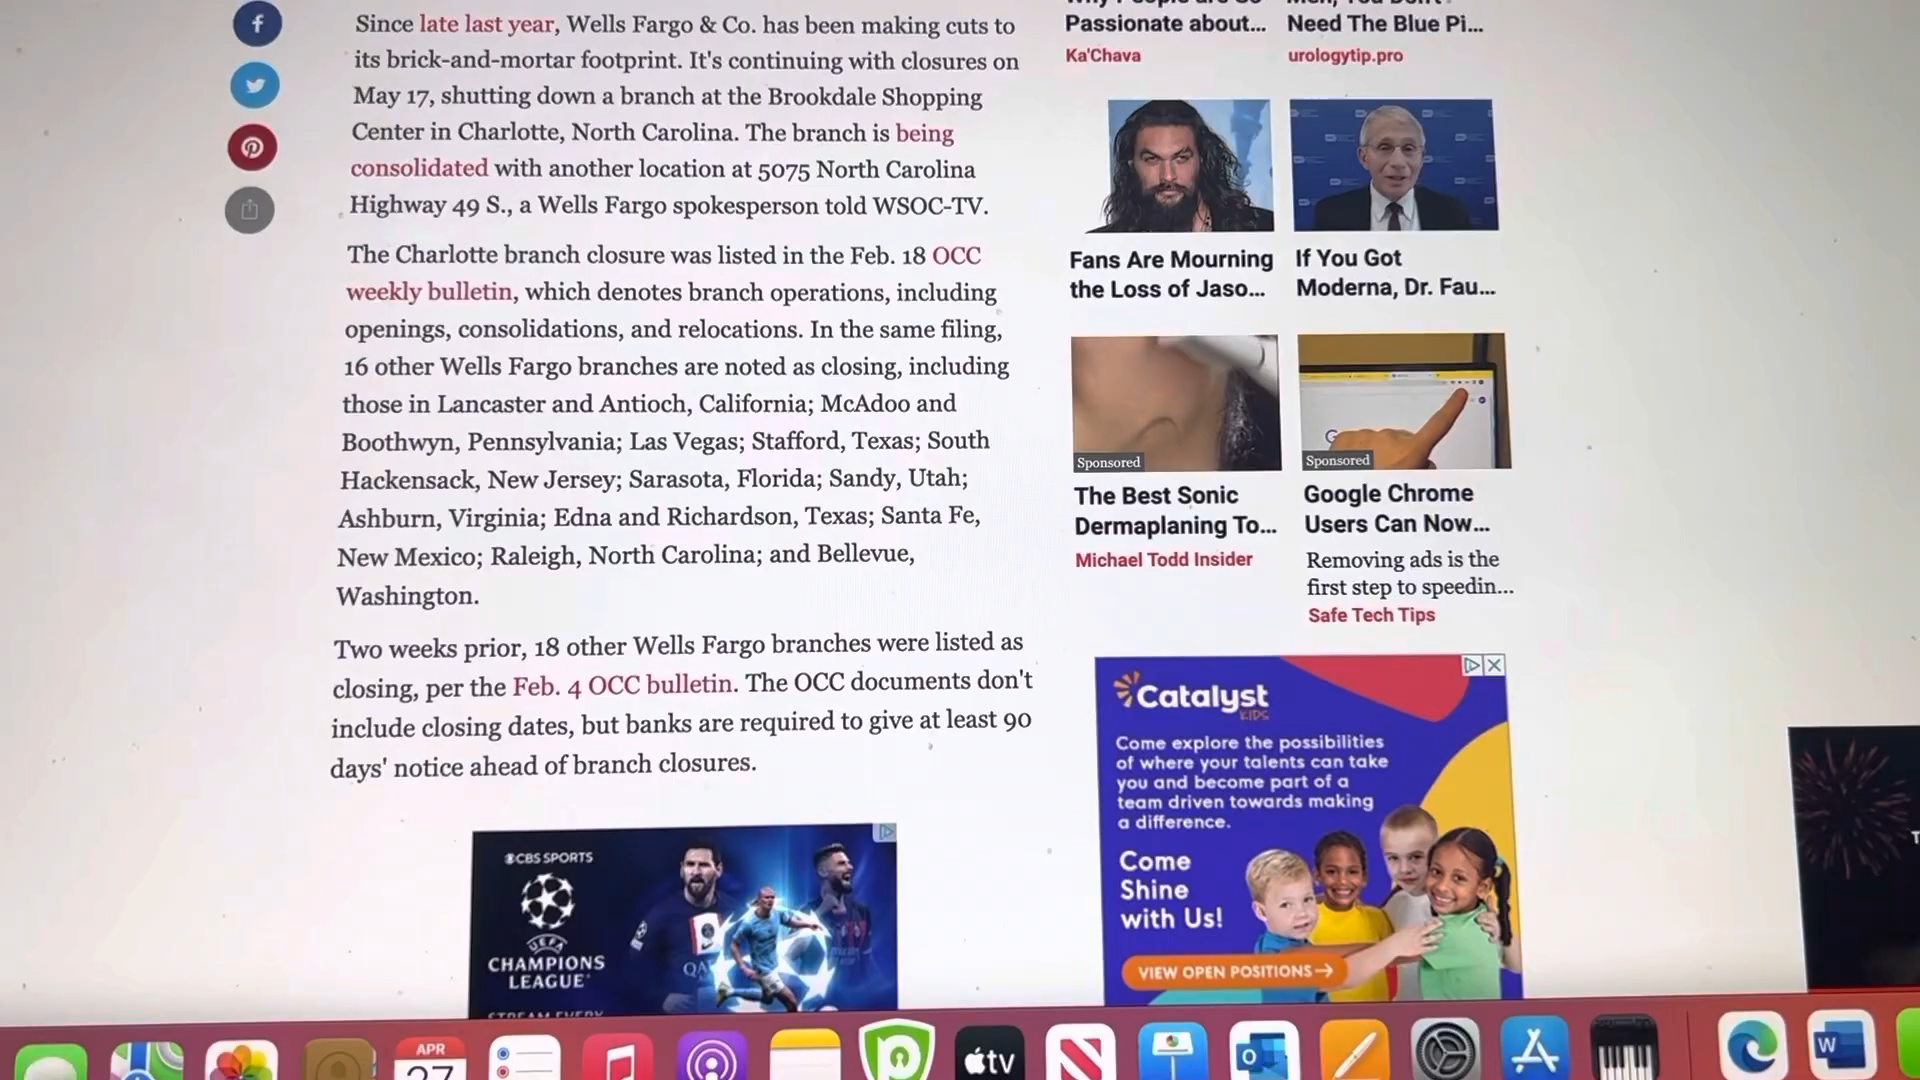 Since late last year, Wells Fargo & Co. has been making cuts to
its brick-and-mortar footprint. It's continuing with closures on
May 17, shutting down a branch at the Brookdale Shopping
Center in Charlotte, North Carolina. The branch is being
consolidated with another location at 5075 North Carolina
Highway 49 S., a Wells Fargo spokesperson told WSOC-TV.
The Charlotte branch closure was listed in the Feb. 18 OCC
weekly bulletin, which denotes branch operations, including
openings, consolidations, and relocations. In the same filing,
16 other Wells Fargo branches are noted as closing, including
those in Lancaster and Antioch, California; McAdoo and
Boothwyn, Pennsylvania; Las Vegas; Stafford, Texas; South
Hackensack, New Jersey; Sarasota, Florida; Sandy, Utah;
Ashburn, Virginia; Edna and Richardson, Texas; Santa Fe,
New Mexico; Raleigh, North Carolina; and Bellevue,
Washington.
Two weeks prior, 18 other Wells Fargo branches were listed as
closing, per the Feb. 4 OCC bulletin. The OCC documents don't
include closing dates, but banks are required to give at least 90
days' notice ahead of branch closures.
Passionate about...
Ka'Chava
Need The Blue Pi...
urologytip.pro
Fans Are Mourning
the Loss of Jaso...
If You Got
Moderna, Dr. Fau...
Sponsored
The Best Sonic
Dermaplaning To...
Michael Todd Insider
Sponsored
Google Chrome
Users Can Now...
Removing ads is the
first step to speedin...
Safe Tech Tips
Catalyst
KIDS
Come explore the possibilities
of where your talents can take
you and become part of a
team driven towards making
a difference.
Come
Shine
with Us!
VIEW OPEN POSITIONS→
CBS SPORTS
UEFA
CHAMPIONS
LEAGUE
STREAM EVERY
APR
27
tv
W